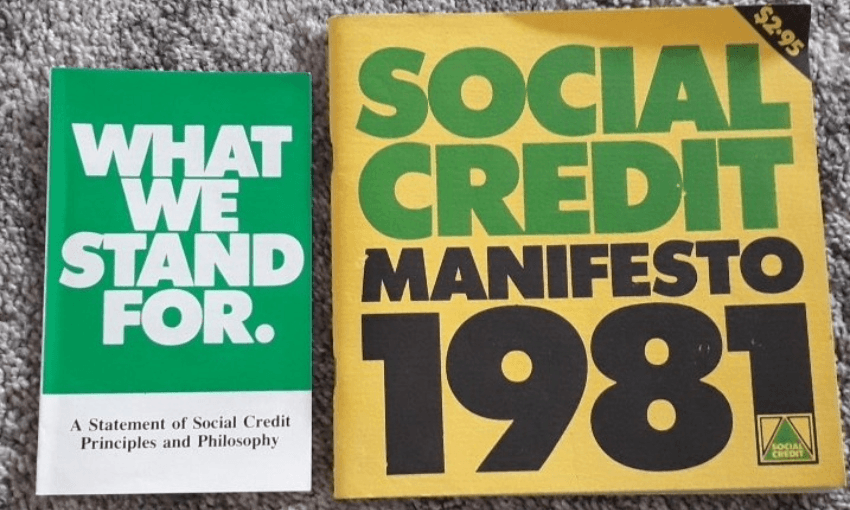 WHAT
WE
STAND
FOR.
A Statement of Social Credit
Principles and Philosophy
$2.95
SOCIAL
CREDIT
MANIFESTO
1981
SOCIAL
CREDIT